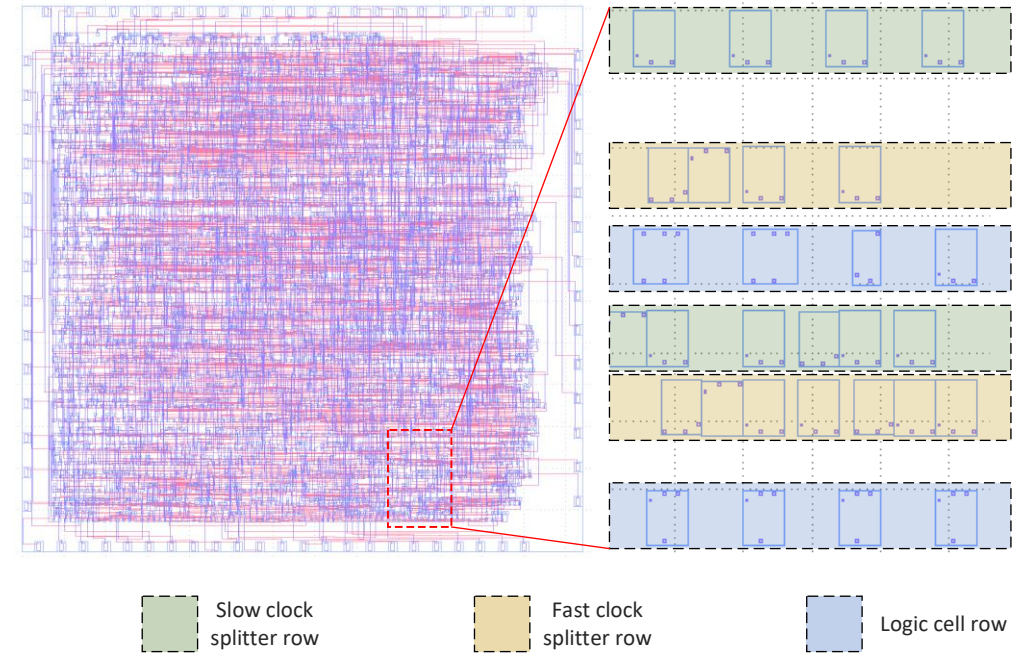 Slow clock
splitter row
Fast clock
splitter row
Logic cell row